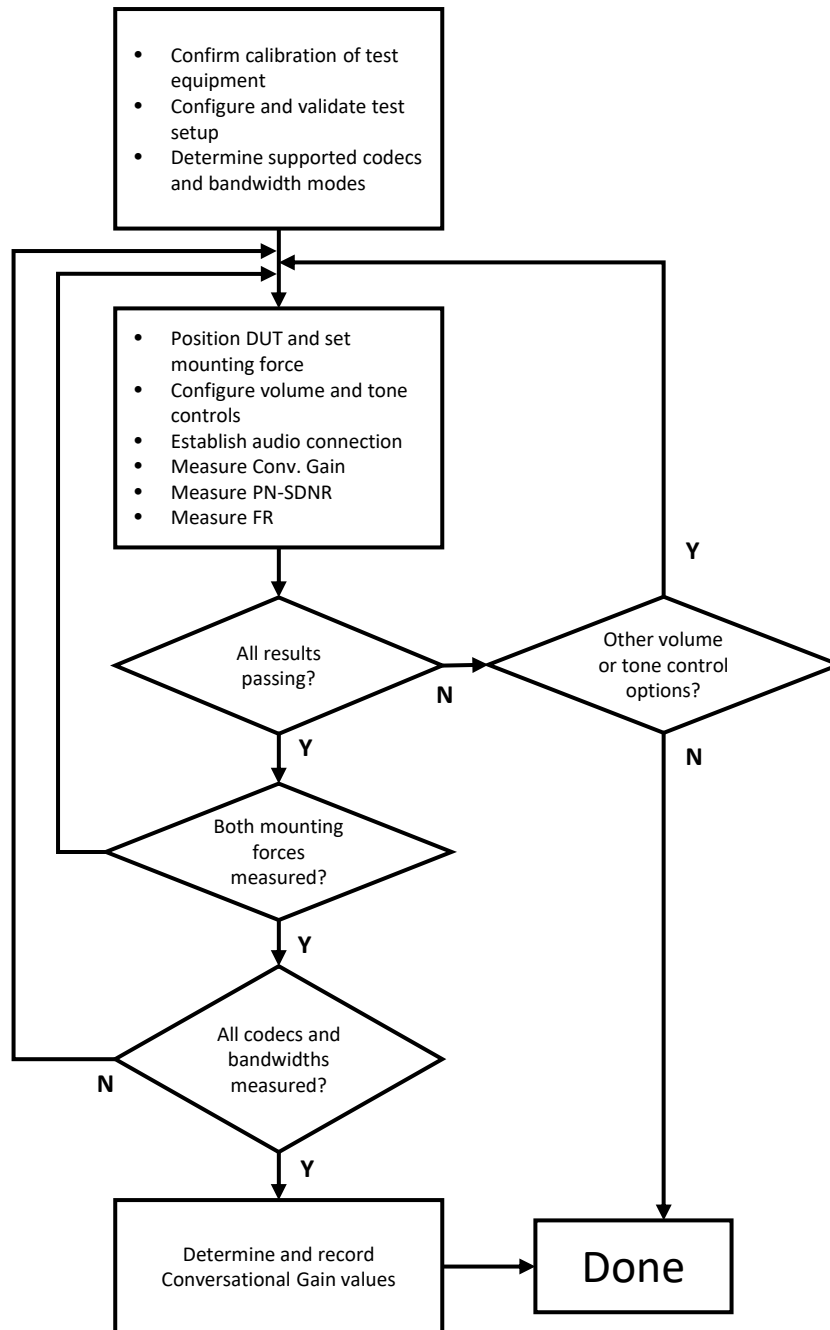 • Confirm calibration of test
equipment
• Configure and validate test
setup
• Determine supported codecs
and bandwidth modes
• Position DUT and set
mounting force
• Configure volume and tone
controls
• Establish audio connection
• Measure Conv. Gain
• Measure PN-SDNR
• Measure FR
Y
All results
passing?
N
Other volume
or tone control
options?
Y
N
Both mounting
forces
measured?
Y
All codecs and
bandwidths
measured?
N
Y
Determine and record
Conversational Gain values
Done